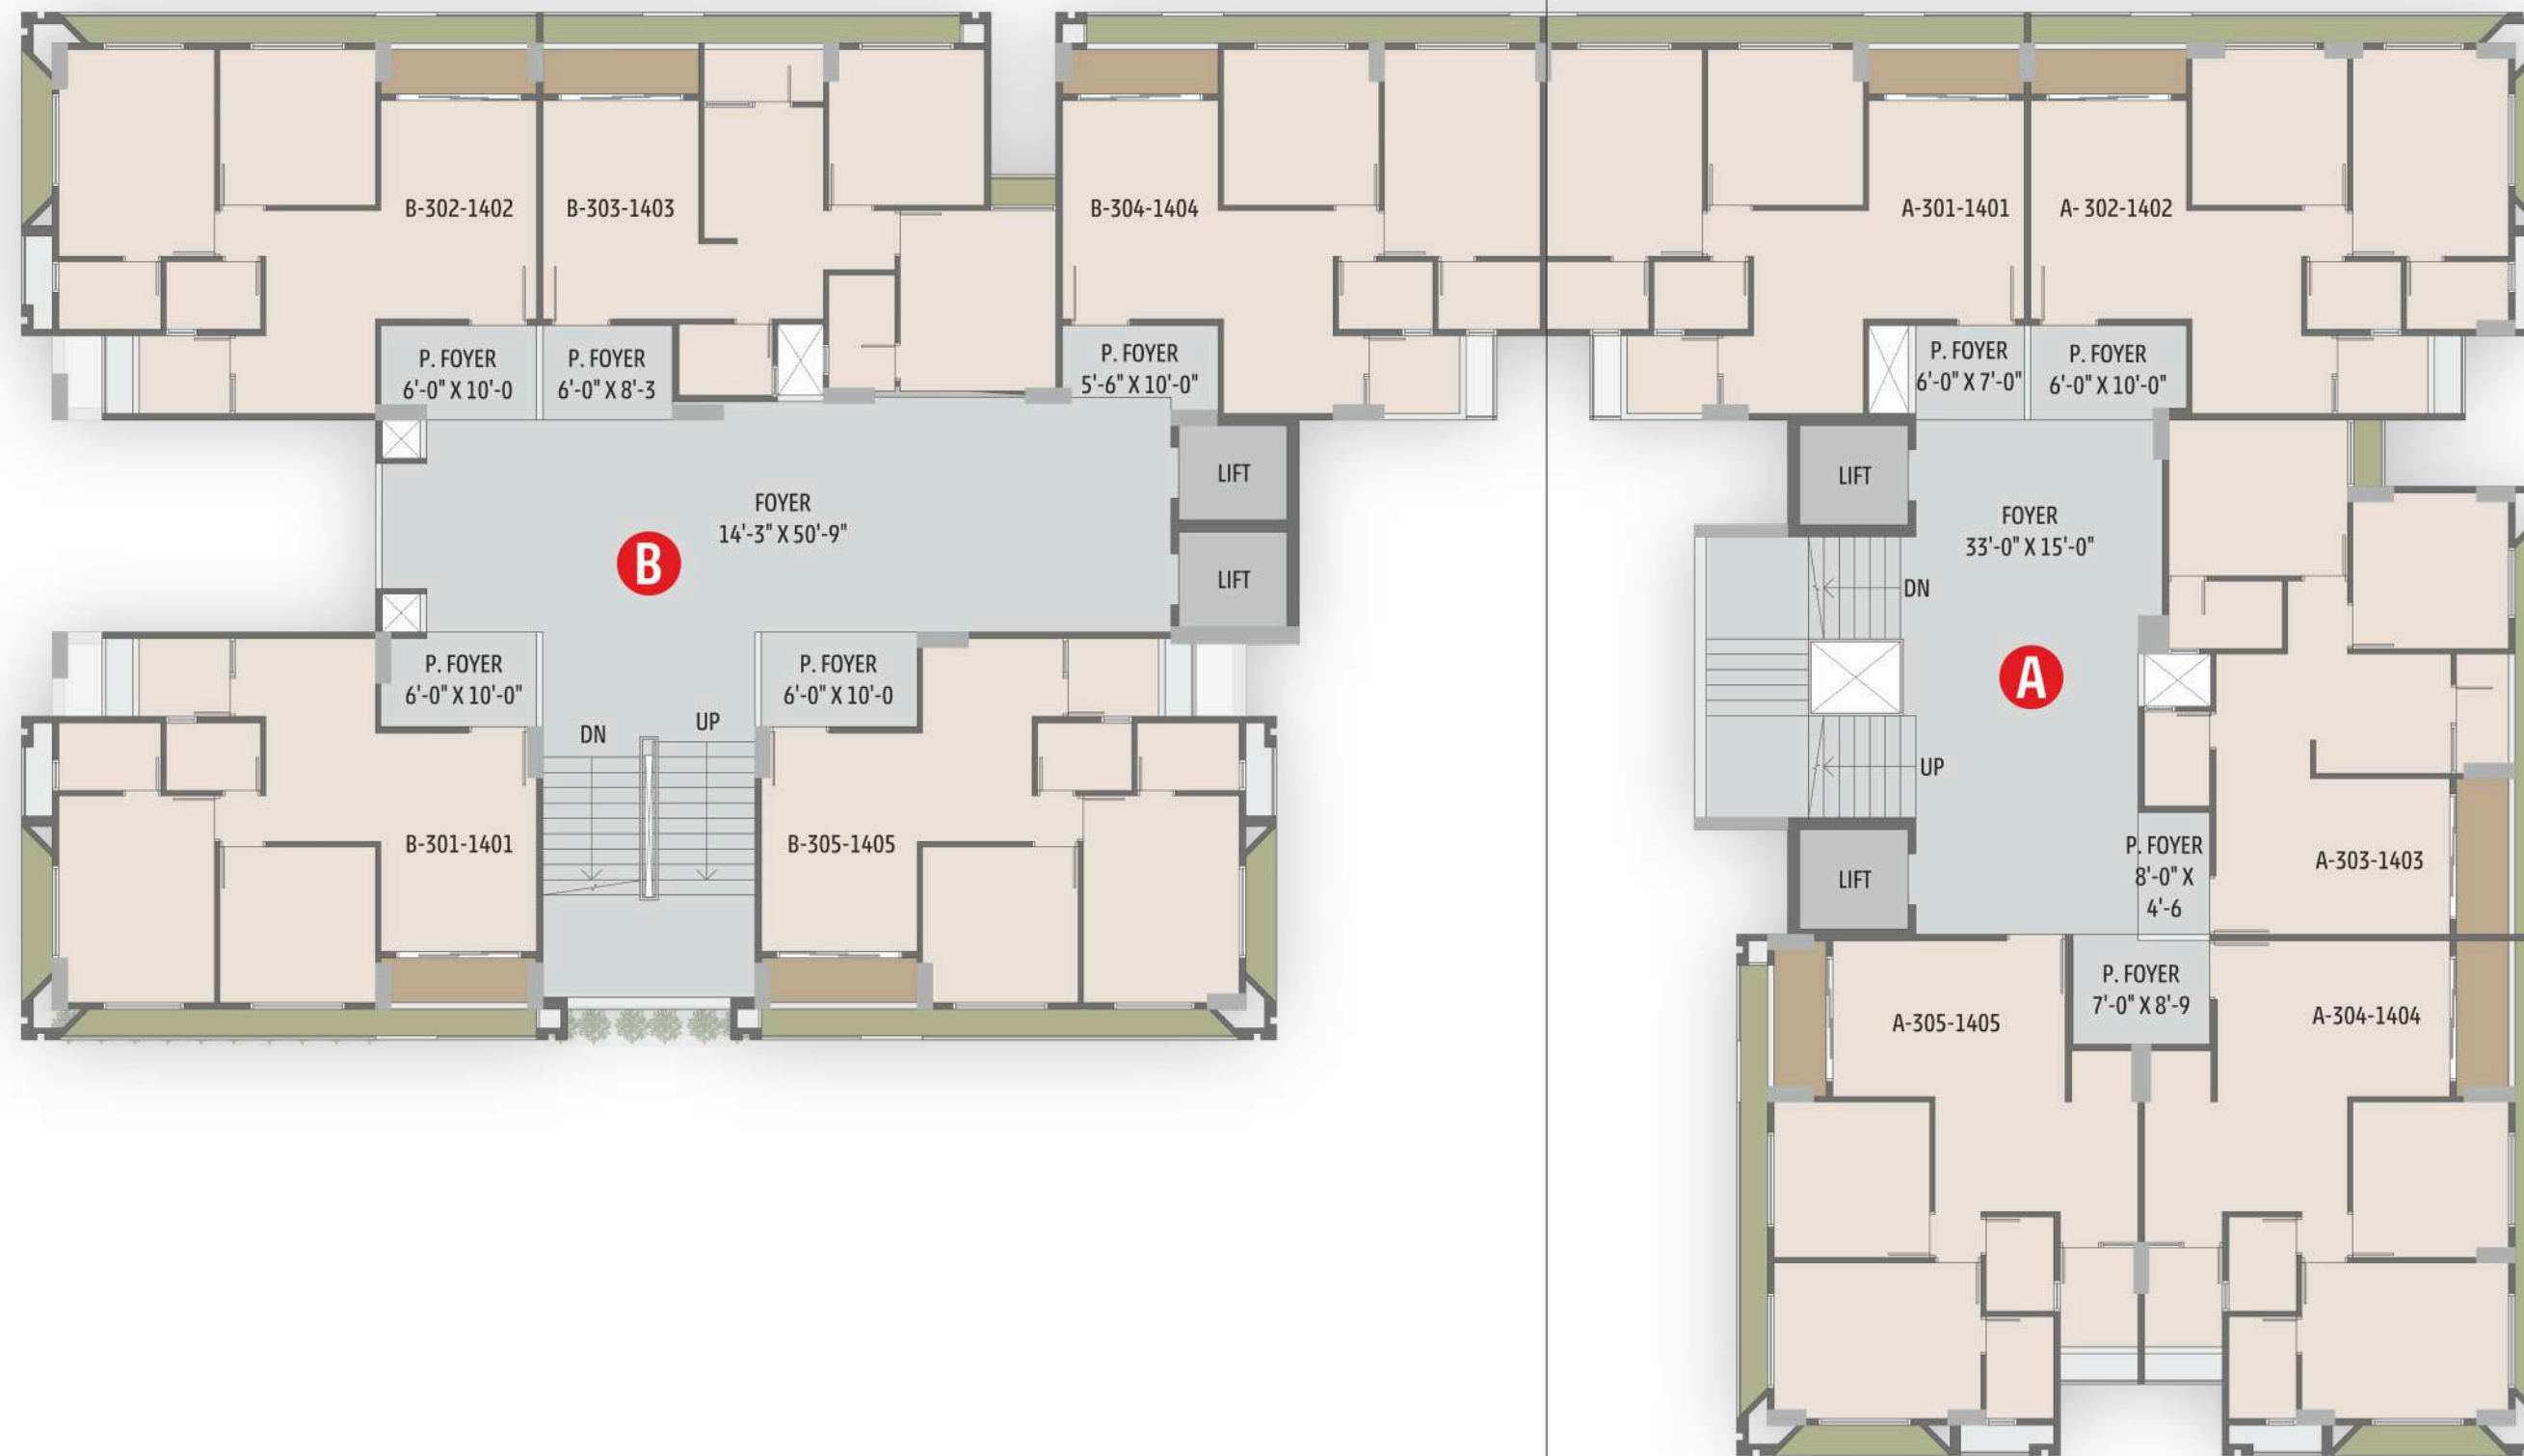 B-302-1402
B-303-1403
B-304-1404
A-301-1401
A- 302-1402
P. FOYER
6'-0" X 10'-0
P. FOYER
6'-0" X 8'-3
P. FOYER
5'-6" X 10'-0"
P. FOYER
6'-0" X 7'-0"
P. FOYER
6'-0" X 10'-0"
LIFT
LIFT
FOYER
14'-3" X 50'-9"
B
LIFT
FOYER
33'-0" X 15'-0"
DN
A
UP
LIFT
P. FOYER
6'-0" X 10'-0"
P. FOYER
6'-0" X 10'-0
DN
UP
B-301-1401
B-305-1405
P. FOYER
8'-0" X
4'-6
A-303-1403
P. FOYER
7'-0" X 8'-9
A-305-1405
A-304-1404